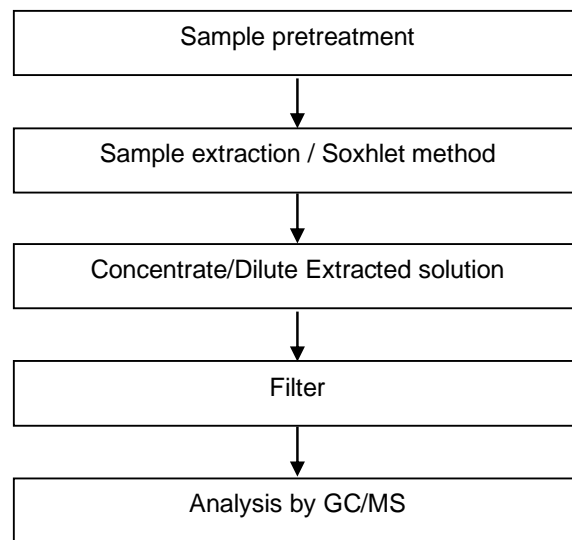 Sample pretreatment
Sample extraction / Soxhlet method
Concentrate/Dilute Extracted solution
Filter
Analysis by GC/MS